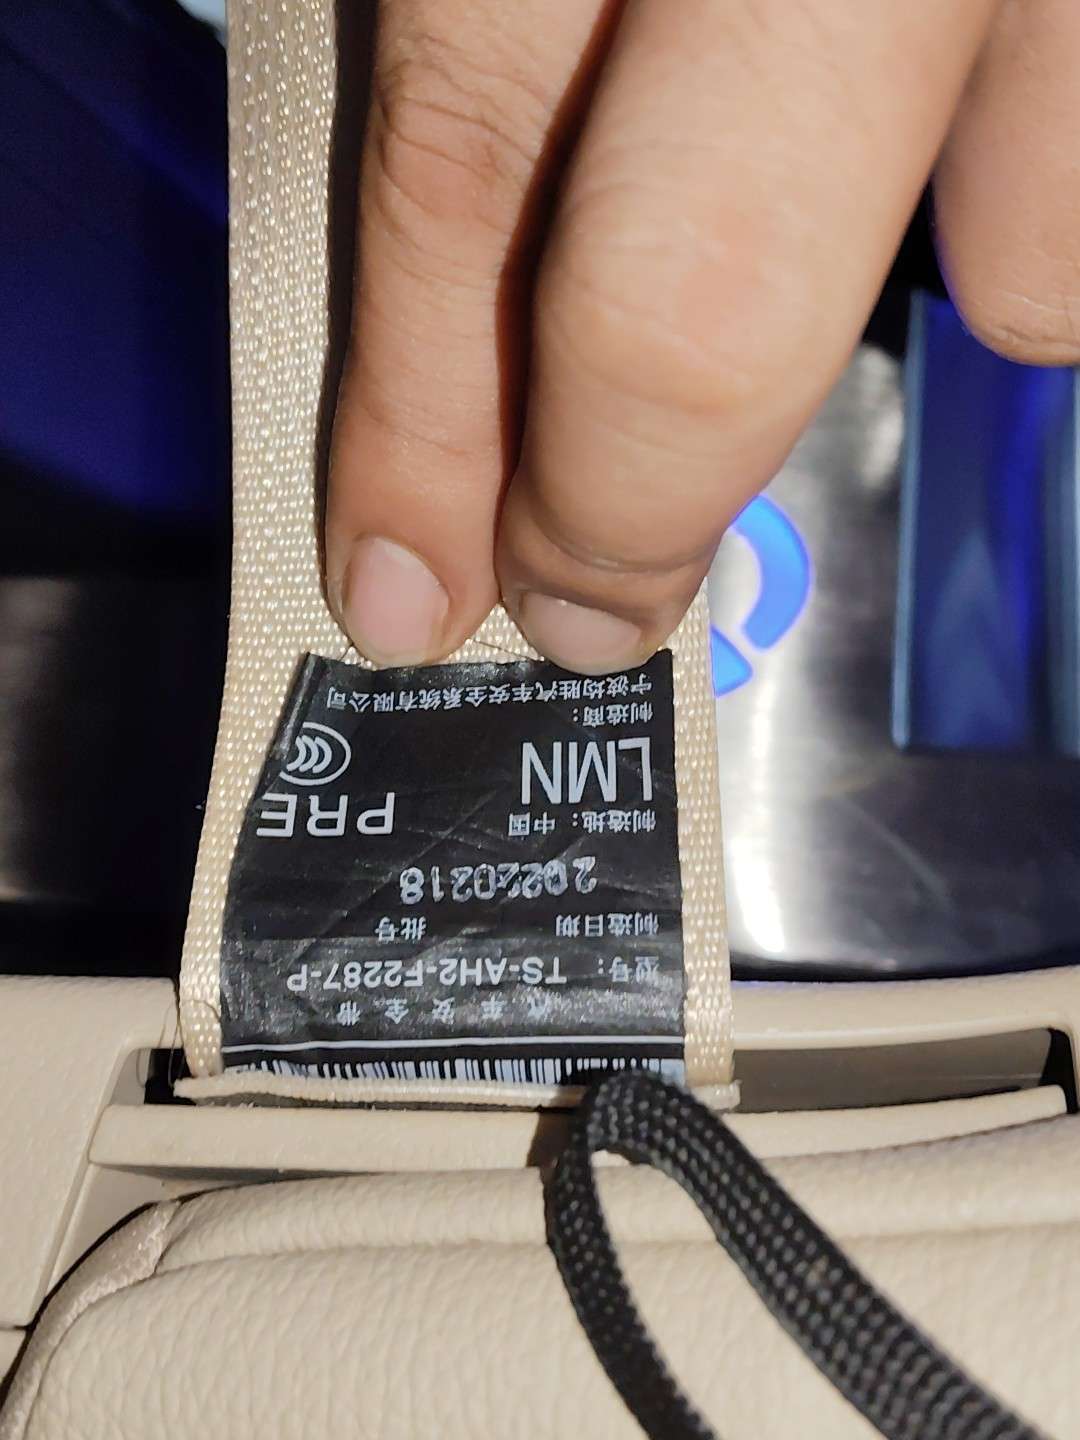 汽车安全带
型号: TS-AH2-F2287-P
制造日期 批号
20220218
制造地: 中国
LMN PRE
制造商:
宁波均胜汽车安全系统有限公司